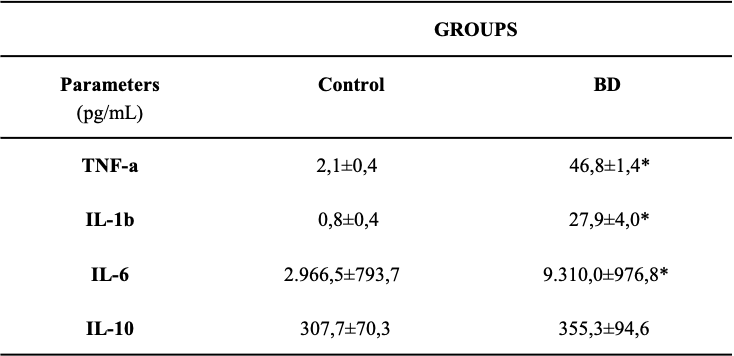 GROUPS
Parameters Control BD
(pg/mL)
TNF-a 2,1±0,4 46,8±1,4*
IL-1b 0,8±0,4 27,9±4,0*
IL-6 2.966,5±793,7 9.310,0±976,8*
IL-10 307,7±70,3 355,3±94,6